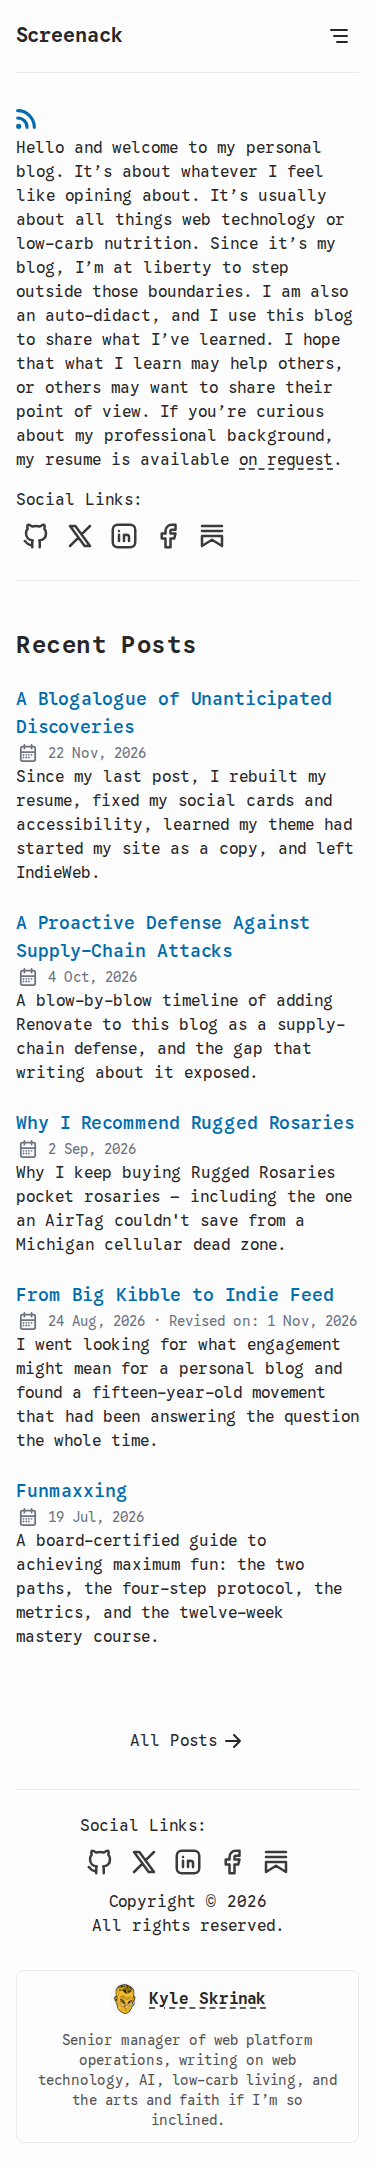 Screenack
Hello and welcome to my personal
blog. It’s about whatever I feel
like opining about. It’s usually
about all things web technology or
low-carb nutrition. Since it’s my
blog, I’m at liberty to step
outside those boundaries. I am also
an auto-didact, and I use this blog
to share what I’ve learned. I hope
that what I learn may help others,
or others may want to share their
point of view. If you’re curious
about my professional background,
my resume is available on request.
Social Links:
Recent Posts
A Blogalogue of Unanticipated
Discoveries
22 Nov, 2026
Since my last post, I rebuilt my
resume, fixed my social cards and
accessibility, learned my theme had
started my site as a copy, and left
IndieWeb.
A Proactive Defense Against
Supply-Chain Attacks
4 Oct, 2026
A blow-by-blow timeline of adding
Renovate to this blog as a supply-
chain defense, and the gap that
writing about it exposed.
Why I Recommend Rugged Rosaries
2 Sep, 2026
Why I keep buying Rugged Rosaries
pocket rosaries — including the one
an AirTag couldn't save from a
Michigan cellular dead zone.
From Big Kibble to Indie Feed
24 Aug, 2026 · Revised on: 1 Nov, 2026
I went looking for what engagement
might mean for a personal blog and
found a fifteen-year-old movement
that had been answering the question
the whole time.
Funmaxxing
19 Jul, 2026
A board-certified guide to
achieving maximum fun: the two
paths, the four-step protocol, the
metrics, and the twelve-week
mastery course.
All Posts
Social Links:
Copyright © 2026
All rights reserved.
Kyle Skrinak
Senior manager of web platform
operations, writing on web
technology, AI, low-carb living, and
the arts and faith if I’m so
inclined.